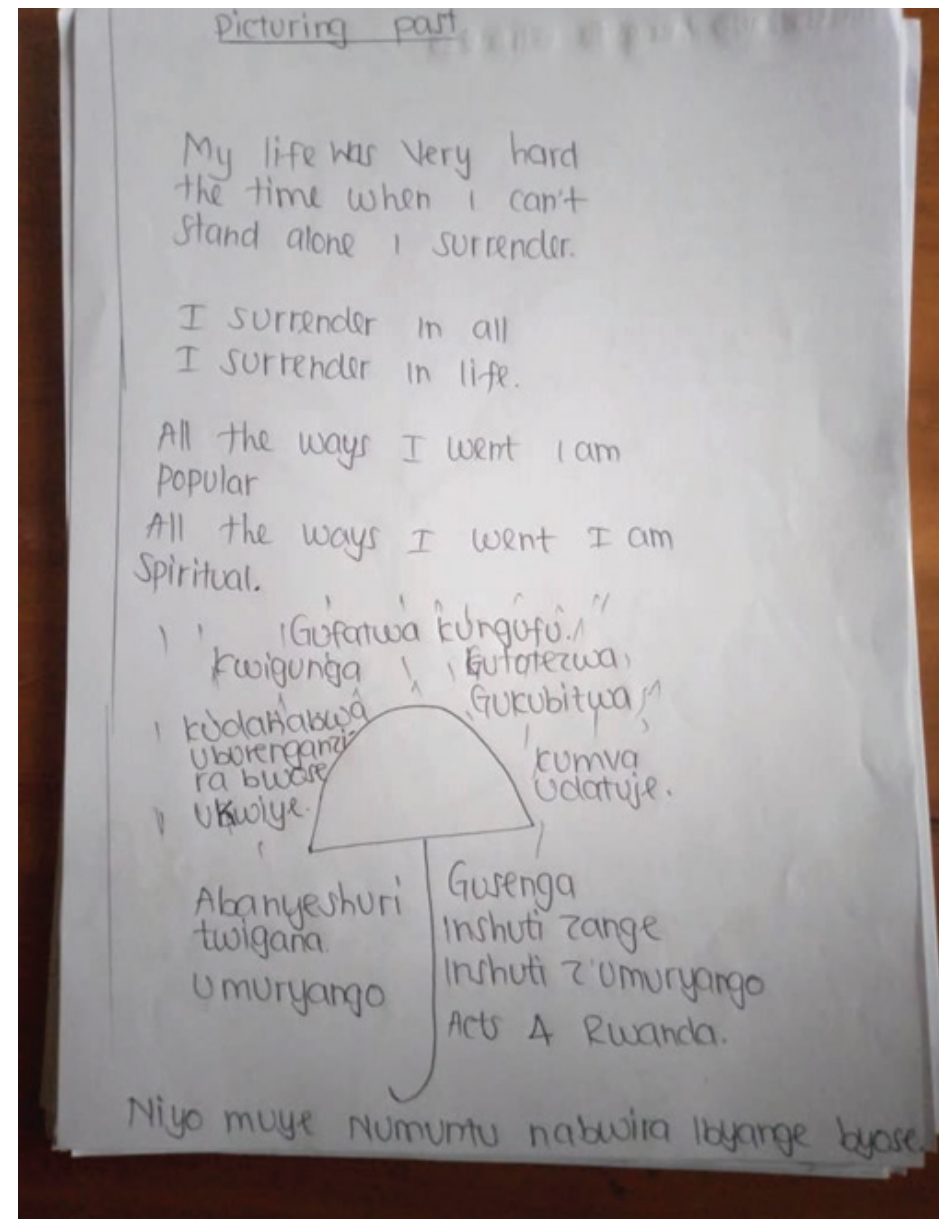 Picturing past
My life was very hard
the time when I can't
stand alone I surrender.
I surrender in all
I surrender in life.
All the ways I went I am
popular
All the ways I went I am
Spiritual.
Gufatwa kungufu.
Kwigunga
Gutotezwa
Gukubitwa
kudahabwa
uburenganzi
ra bwose
ukwiye.
kumva
udatuje.
Abanyeshuri
twigana.
Umuryango
Gusenga
Inshuti zange
Inshuti z'umuryango
Acts 4 Rwanda.
Niyo muye Numuntu nabwira ibyange byose.